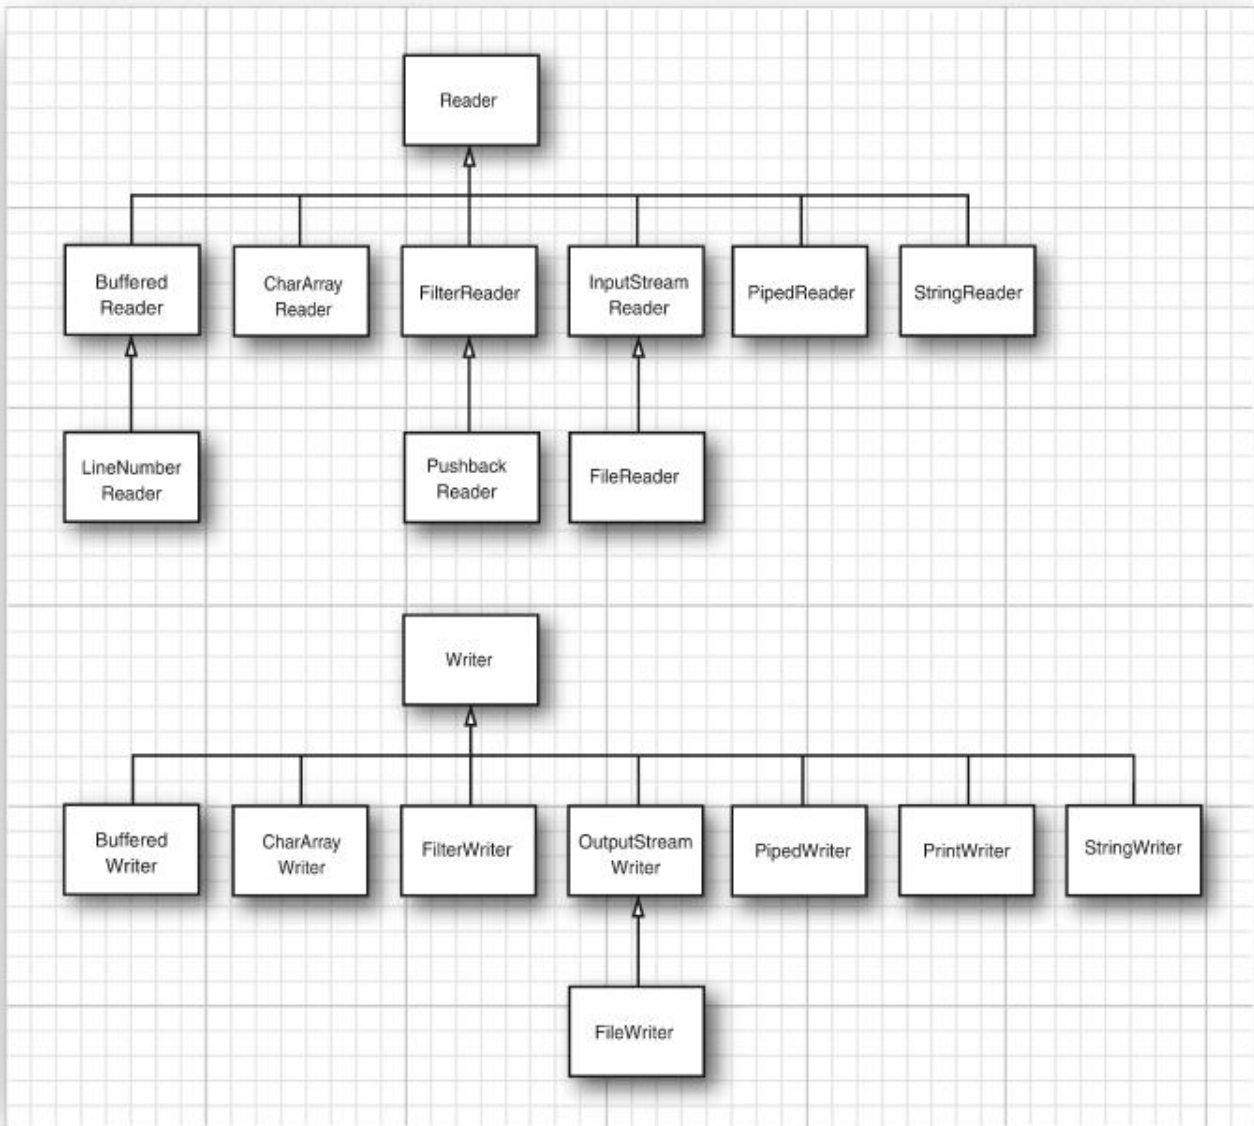 Reader
Buffered
Reader
CharArray
Reader
FilterReader
InputStream
Reader
PipedReader
StringReader
LineNumber
Reader
Pushback
Reader
FileReader
Writer
Buffered
Writer
CharArray
Writer
FilterWriter
OutputStream
Writer
PipedWriter
PrintWriter
StringWriter
FileWriter